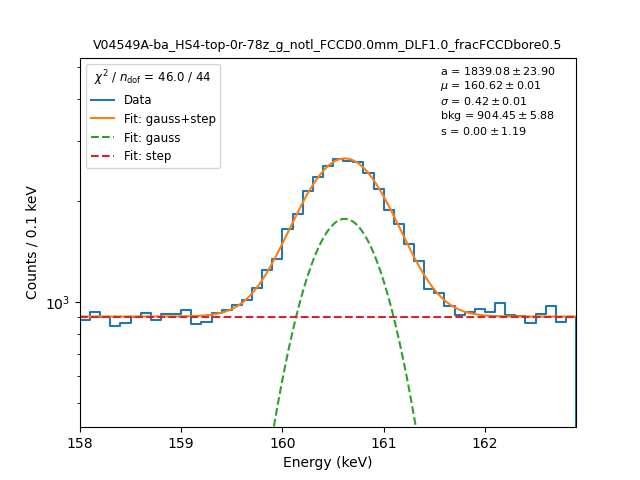 V04549A-ba_HS4-top-0r-78z_g_notl_FCCD0.0mm_DLF1.0_fracFCCDbore0.5
χ² / n_dof = 46.0 / 44
Data
Fit: gauss+step
Fit: gauss
Fit: step
a = 1839.08 ± 23.90
μ = 160.62 ± 0.01
σ = 0.42 ± 0.01
bkg = 904.45 ± 5.88
s = 0.00 ± 1.19
Counts / 0.1 keV
10³
158 159 160 161 162
Energy (keV)